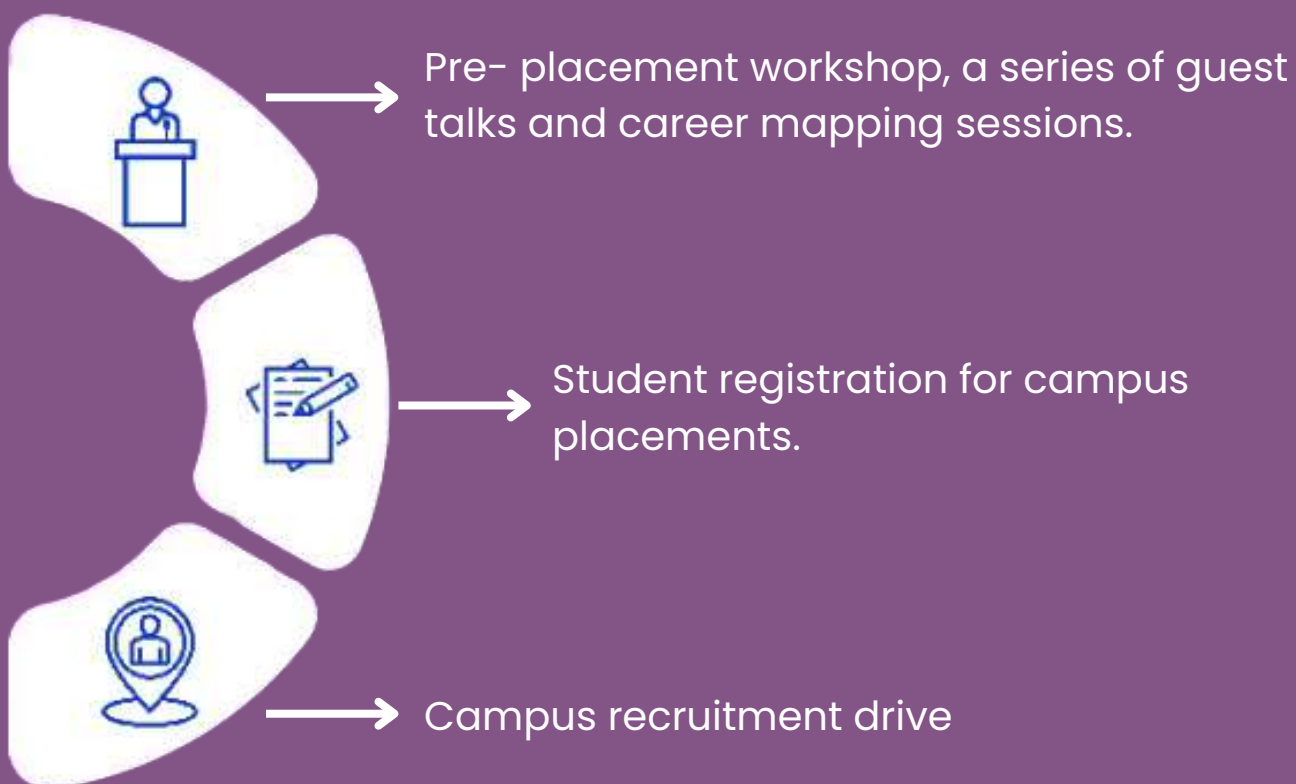 Pre- placement workshop, a series of guest
talks and career mapping sessions.
Student registration for campus
placements.
Campus recruitment drive